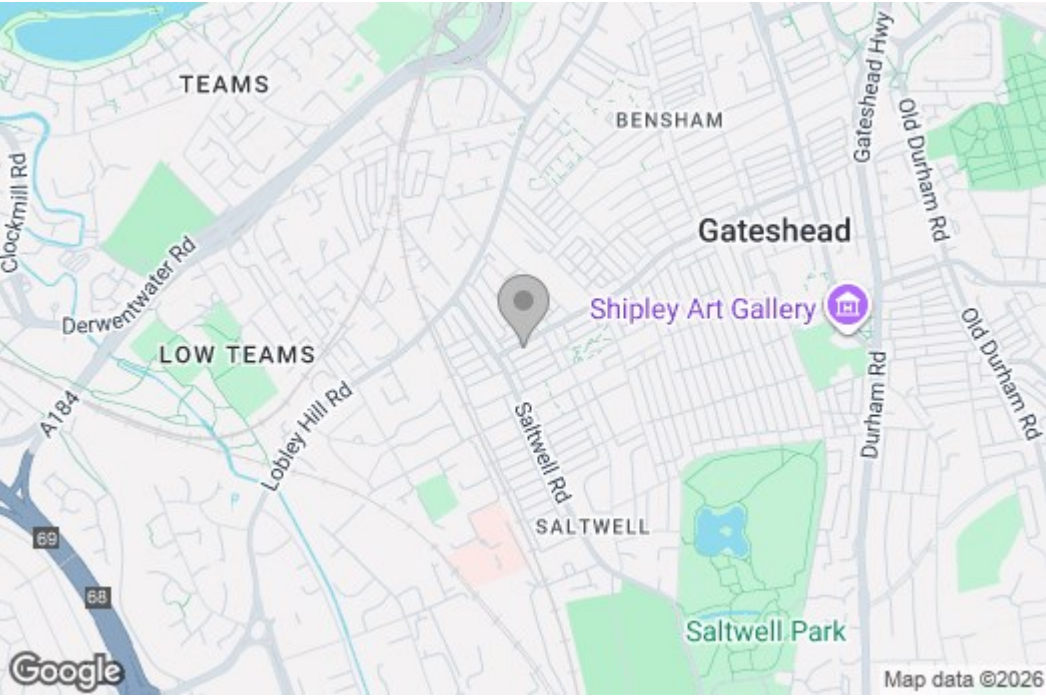 TEAMS
BENSHAM
Gateshead Hwy
Old Durham Rd
Clockmill Rd
Gateshead
Derwentwater Rd
Shipley Art Gallery
LOW TEAMS
Old Durham Rd
A184
Lobley Hill Rd
Saltwell Rd
Durham Rd
SALTWELL
69
68
Saltwell Park
Google
Map data ©2026